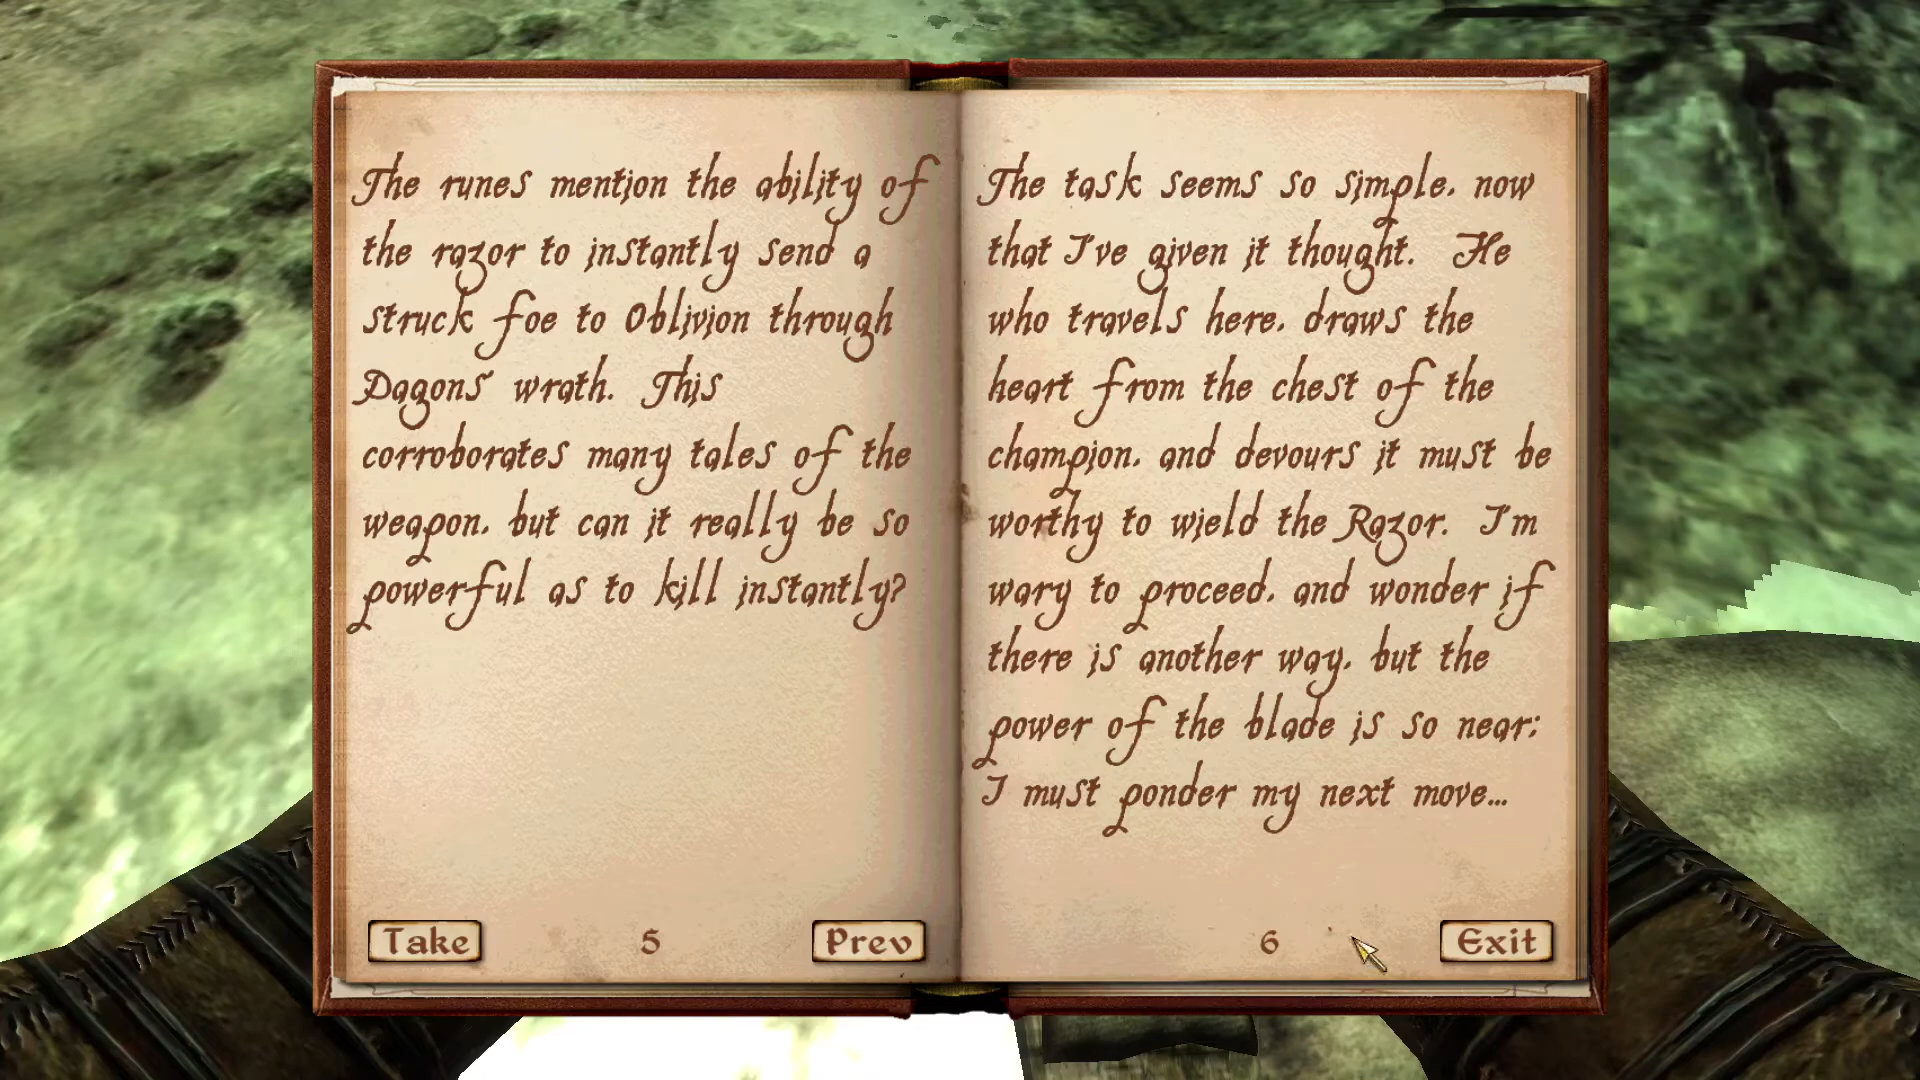 The runes mention the ability of
the razor to instantly send a
struck foe to Oblivion through
Dagons' wrath.  This
corroborates many tales of the
weapon, but can it really be so
powerful as to kill instantly?
Take
5
Prev
The task seems so simple, now
that I've given it thought.  He
who travels here, draws the
heart from the chest of the
champion, and devours it must be
worthy to wield the Razor.  I'm
wary to proceed, and wonder if
there is another way, but the
power of the blade is so near;
I must ponder my next move...
6
Exit